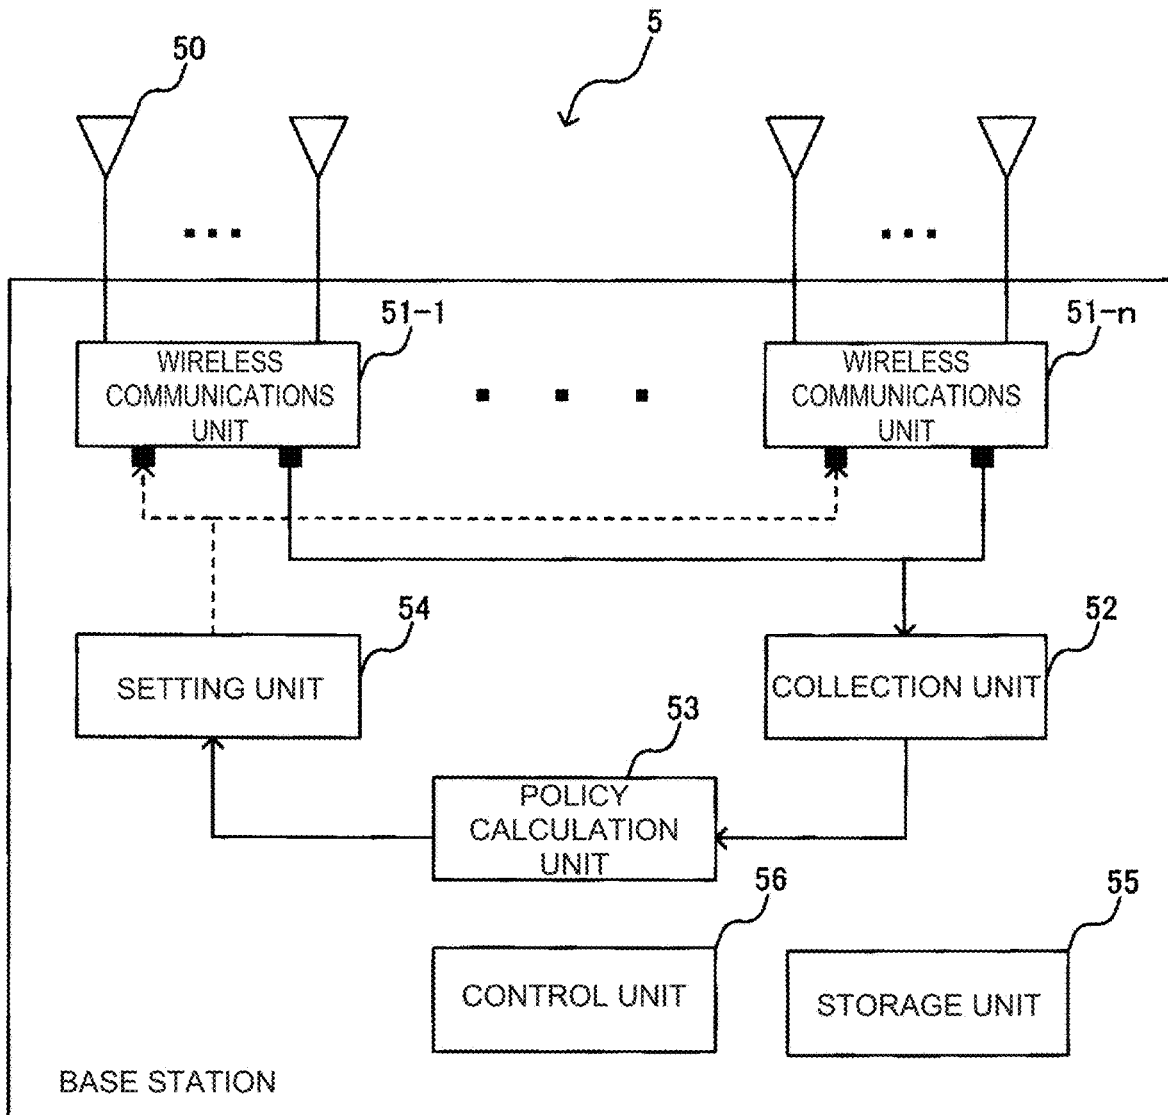 5
50
51-1
51-n
WIRELESS
COMMUNICATIONS
UNIT
WIRELESS
COMMUNICATIONS
UNIT
54
52
SETTING UNIT
COLLECTION UNIT
53
POLICY
CALCULATION
UNIT
56
55
CONTROL UNIT
STORAGE UNIT
BASE STATION